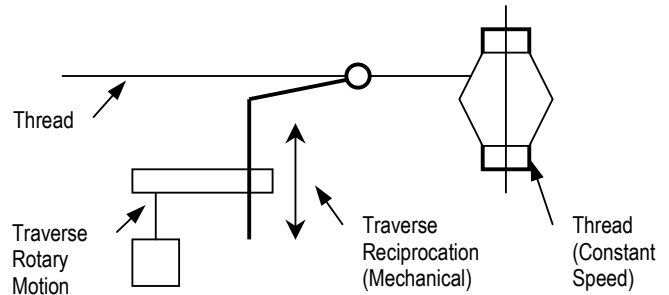 Thread
Traverse
Rotary
Motion
Traverse
Reciprocation
(Mechanical)
Thread
(Constant
Speed)